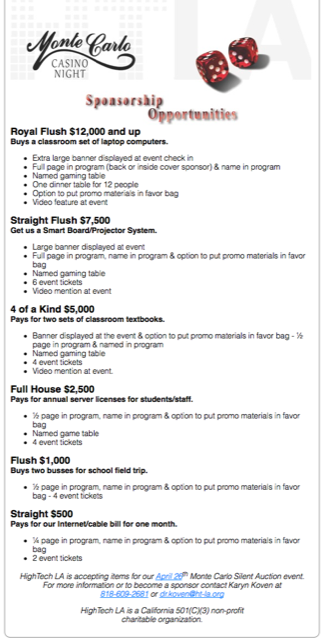 LA
Monte Carlo
CASINO
NIGHT
Sponsorship
Opportunities
Royal Flush $12,000 and up
Buys a classroom set of laptop computers.
• Extra large banner displayed at event check in
• Full page in program (back or inside cover sponsor) & name in program
• Named gaming table
• One dinner table for 12 people
• Option to put promo materials in favor bag
• Video feature at event
Straight Flush $7,500
Get us a Smart Board/Projector System.
• Large banner displayed at event
• Full page in program, name in program & option to put promo materials in favor
bag
• Named gaming table
• 6 event tickets
• Video mention at event
4 of a Kind $5,000
Pays for two sets of classroom textbooks.
• Banner displayed at the event & option to put promo materials in favor bag - ½
page in program & named in program
• Named gaming table
• 4 event tickets
• Video mention at event.
Full House $2,500
Pays for annual server licenses for students/staff.
• ½ page in program, name in program & option to put promo materials in favor
bag
• Named game table
• 4 event tickets
Flush $1,000
Buys two busses for school field trip.
• ½ page in program, name in program & option to put promo materials in favor
bag - 4 event tickets
Straight $500
Pays for our Internet/cable bill for one month.
• ¼ page in program, name in program & option to put promo materials in favor
bag
• 2 event tickets
HighTech LA is accepting items for our April 26th Monte Carlo Silent Auction event.
For more information or to become a sponsor contact Karyn Koven at
818-609-2681 or dr.koven@ht-la.org
HighTech LA is a California 501(C)(3) non-profit
charitable organization.